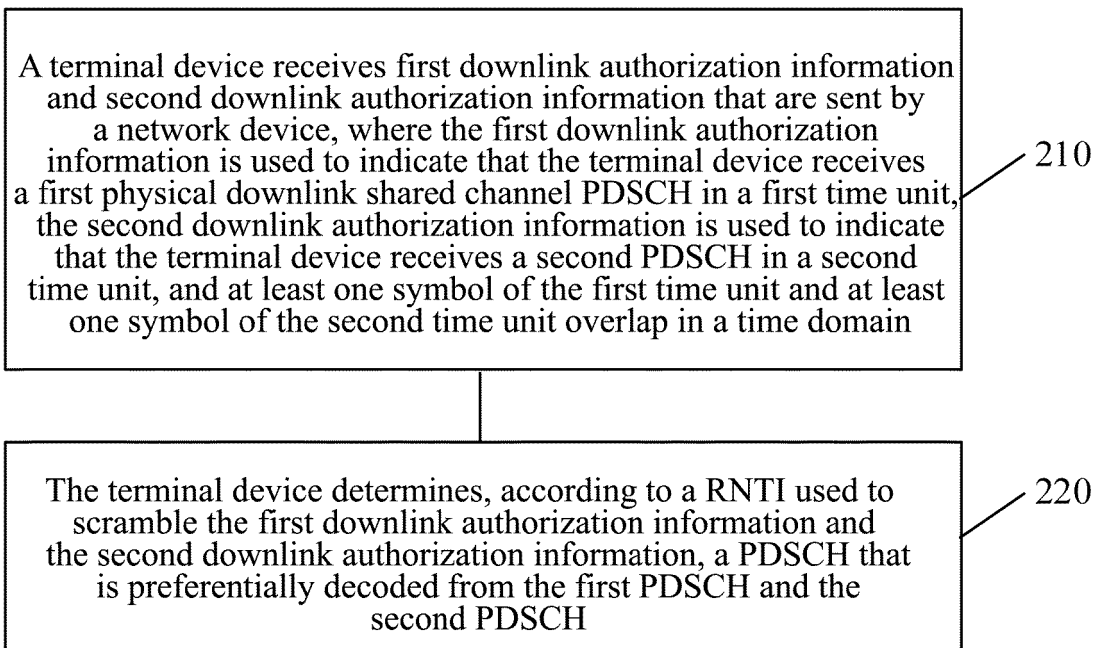 A terminal device receives first downlink authorization information
and second downlink authorization information that are sent by
a network device, where the first downlink authorization
information is used to indicate that the terminal device receives
a first physical downlink shared channel PDSCH in a first time unit,
the second downlink authorization information is used to indicate
that the terminal device receives a second PDSCH in a second
time unit, and at least one symbol of the first time unit and at least
one symbol of the second time unit overlap in a time domain
210
The terminal device determines, according to a RNTI used to
scramble the first downlink authorization information and
the second downlink authorization information, a PDSCH that
is preferentially decoded from the first PDSCH and the
second PDSCH
220